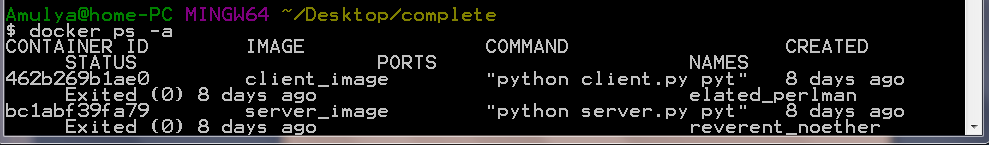 Amulya@home-PC MINGW64 ~/Desktop/complete
$ docker ps -a
CONTAINER ID IMAGE COMMAND CREATED
STATUS PORTS NAMES
462b269b1ae0 client_image "python client.py pyt" 8 days ago
Exited (0) 8 days ago elated_perlman
bc1abf39fa79 server_image "python server.py pyt" 8 days ago
Exited (0) 8 days ago reverent_noether